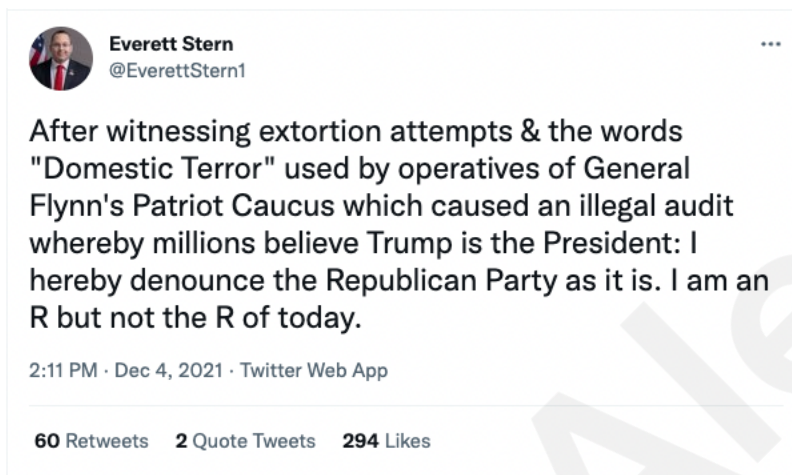 Everett Stern
@EverettStern1
After witnessing extortion attempts & the words
"Domestic Terror" used by operatives of General
Flynn's Patriot Caucus which caused an illegal audit
whereby millions believe Trump is the President: I
hereby denounce the Republican Party as it is. I am an
R but not the R of today.
2:11 PM · Dec 4, 2021 · Twitter Web App
60 Retweets 2 Quote Tweets 294 Likes
Ale